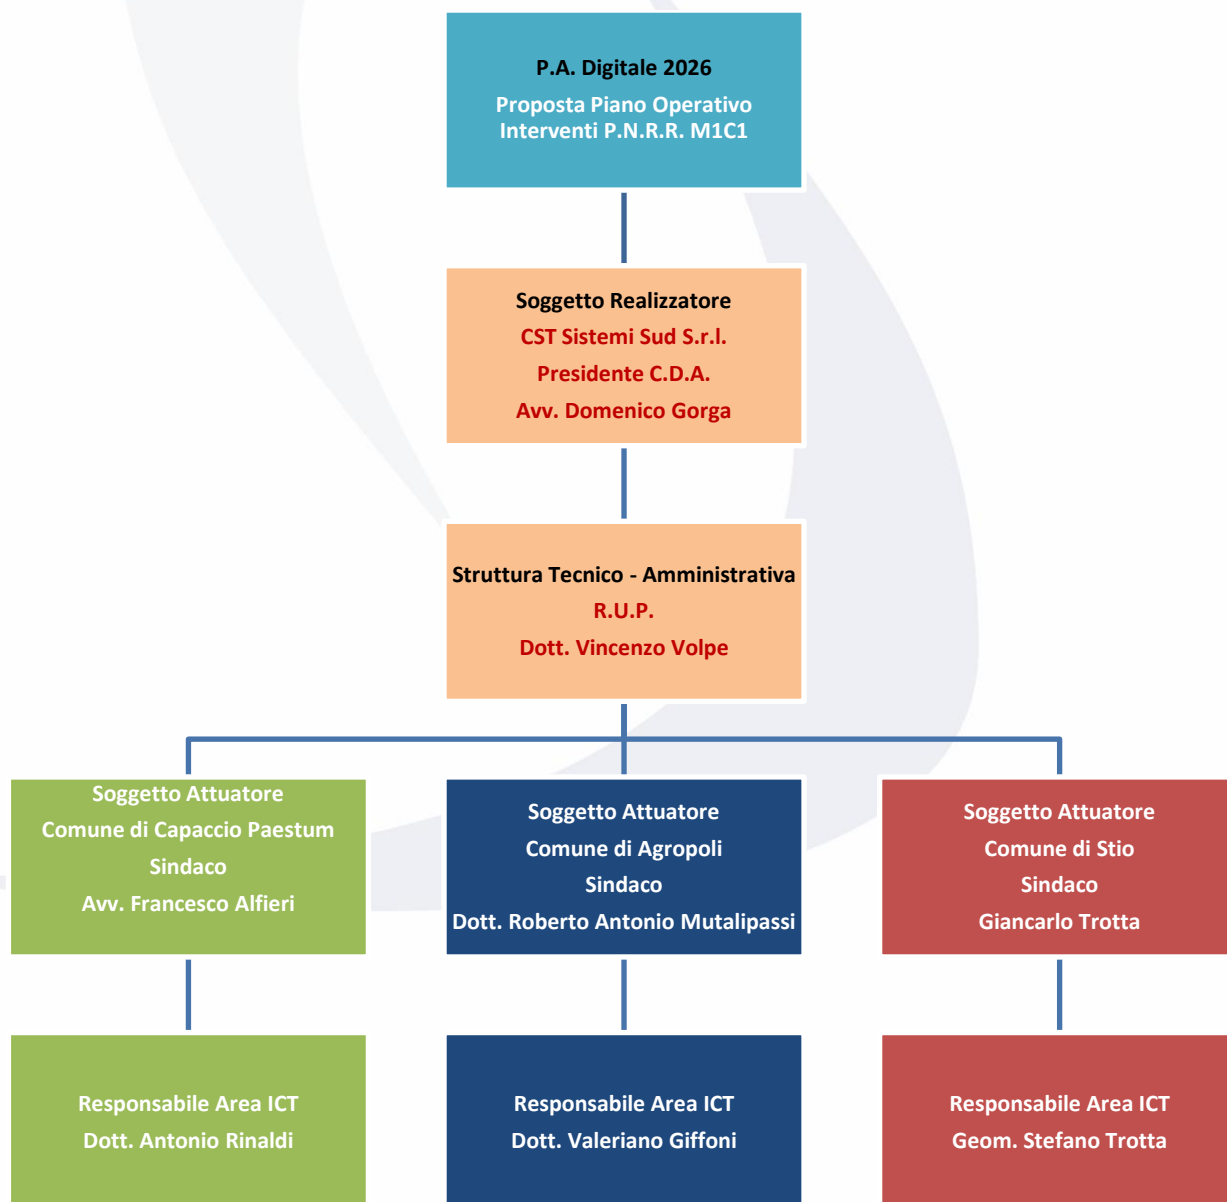 P.A. Digitale 2026
Proposta Piano Operativo
Interventi P.N.R.R. M1C1
Soggetto Realizzatore
CST Sistemi Sud S.r.l.
Presidente C.D.A.
Avv. Domenico Gorga
Struttura Tecnico - Amministrativa
R.U.P.
Dott. Vincenzo Volpe
Soggetto Attuatore
Comune di Capaccio Paestum
Sindaco
Avv. Francesco Alfieri
Soggetto Attuatore
Comune di Agropoli
Sindaco
Dott. Roberto Antonio Mutalipassi
Soggetto Attuatore
Comune di Stio
Sindaco
Giancarlo Trotta
Responsabile Area ICT
Dott. Antonio Rinaldi
Responsabile Area ICT
Dott. Valeriano Giffoni
Responsabile Area ICT
Geom. Stefano Trotta